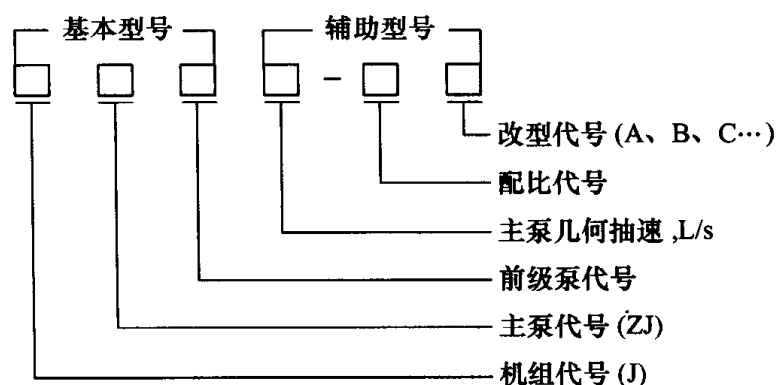 基本型号 辅助型号
改型代号(A、B、C…)
配比代号
主泵几何抽速,L/s
前级泵代号
主泵代号(ZJ)
机组代号(J)